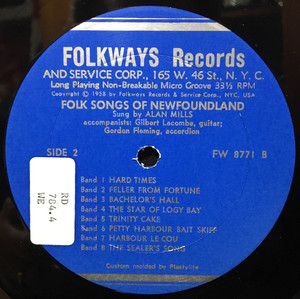 FOLKWAYS Records
AND SERVICE CORP., 165 W. 46 St., N. Y. C.
Long Playing Non-Breakable Micro Groove 33⅓ RPM
Copyright © 1958 by Folkways Records & Service Corp., NYC, USA
FOLK SONGS OF NEWFOUNDLAND
Sung by ALAN MILLS
accompanists: Gilbert Lacombe, guitar;
Gordon Fleming, accordion
SIDE 2
FW 8771 B
RD
784.4
WE
Band 1 HARD TIMES
Band 2 FELLER FROM FORTUNE
Band 3 BACHELOR'S HALL
Band 4 THE STAR OF LOGY BAY
Band 5 TRINITY CAKE
Band 6 PETTY HARBOUR BAIT SKIFF
Band 7 HARBOUR LE COU
Band 8 THE SEALER'S SONG
Custom molded by Plastylite